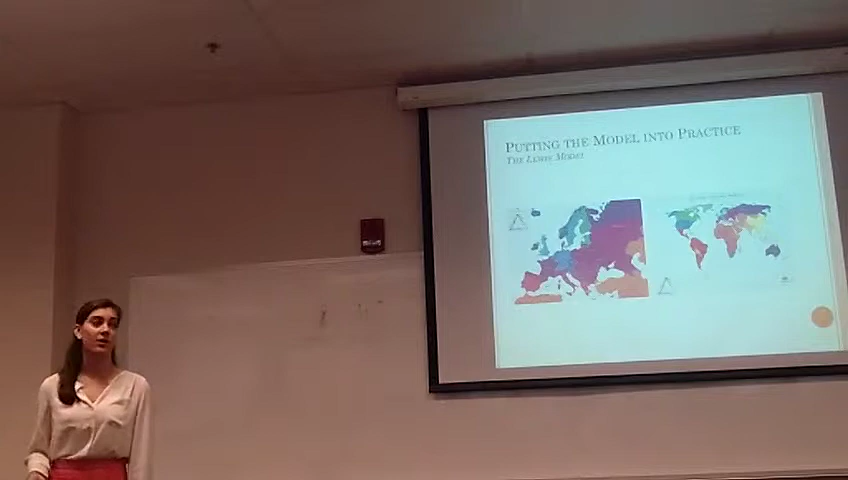 PUTTING THE MODEL INTO PRACTICE
THE LEWIS MODEL